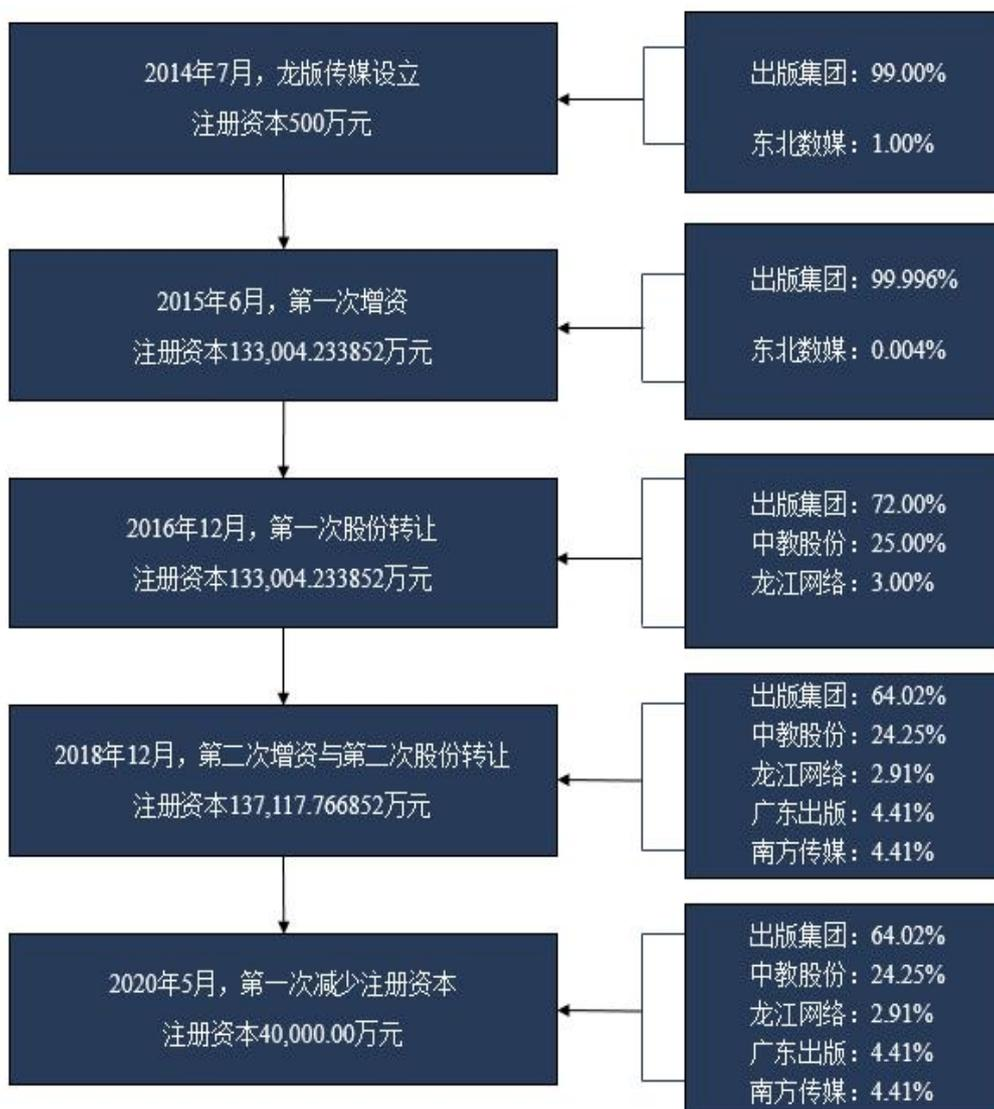 2014年7月，龙版传媒设立
注册资本500万元
出版集团：99.00%
东北数媒：1.00%
2015年6月，第一次增资
注册资本133,004.233852万元
出版集团：99.996%
东北数媒：0.004%
2016年12月，第一次股份转让
注册资本133,004.233852万元
出版集团：72.00%
中教股份：25.00%
龙江网络：3.00%
2018年12月，第二次增资与第二次股份转让
注册资本137,117.766852万元
出版集团：64.02%
中教股份：24.25%
龙江网络：2.91%
广东出版：4.41%
南方传媒：4.41%
2020年5月，第一次减少注册资本
注册资本40,000.00万元
出版集团：64.02%
中教股份：24.25%
龙江网络：2.91%
广东出版：4.41%
南方传媒：4.41%